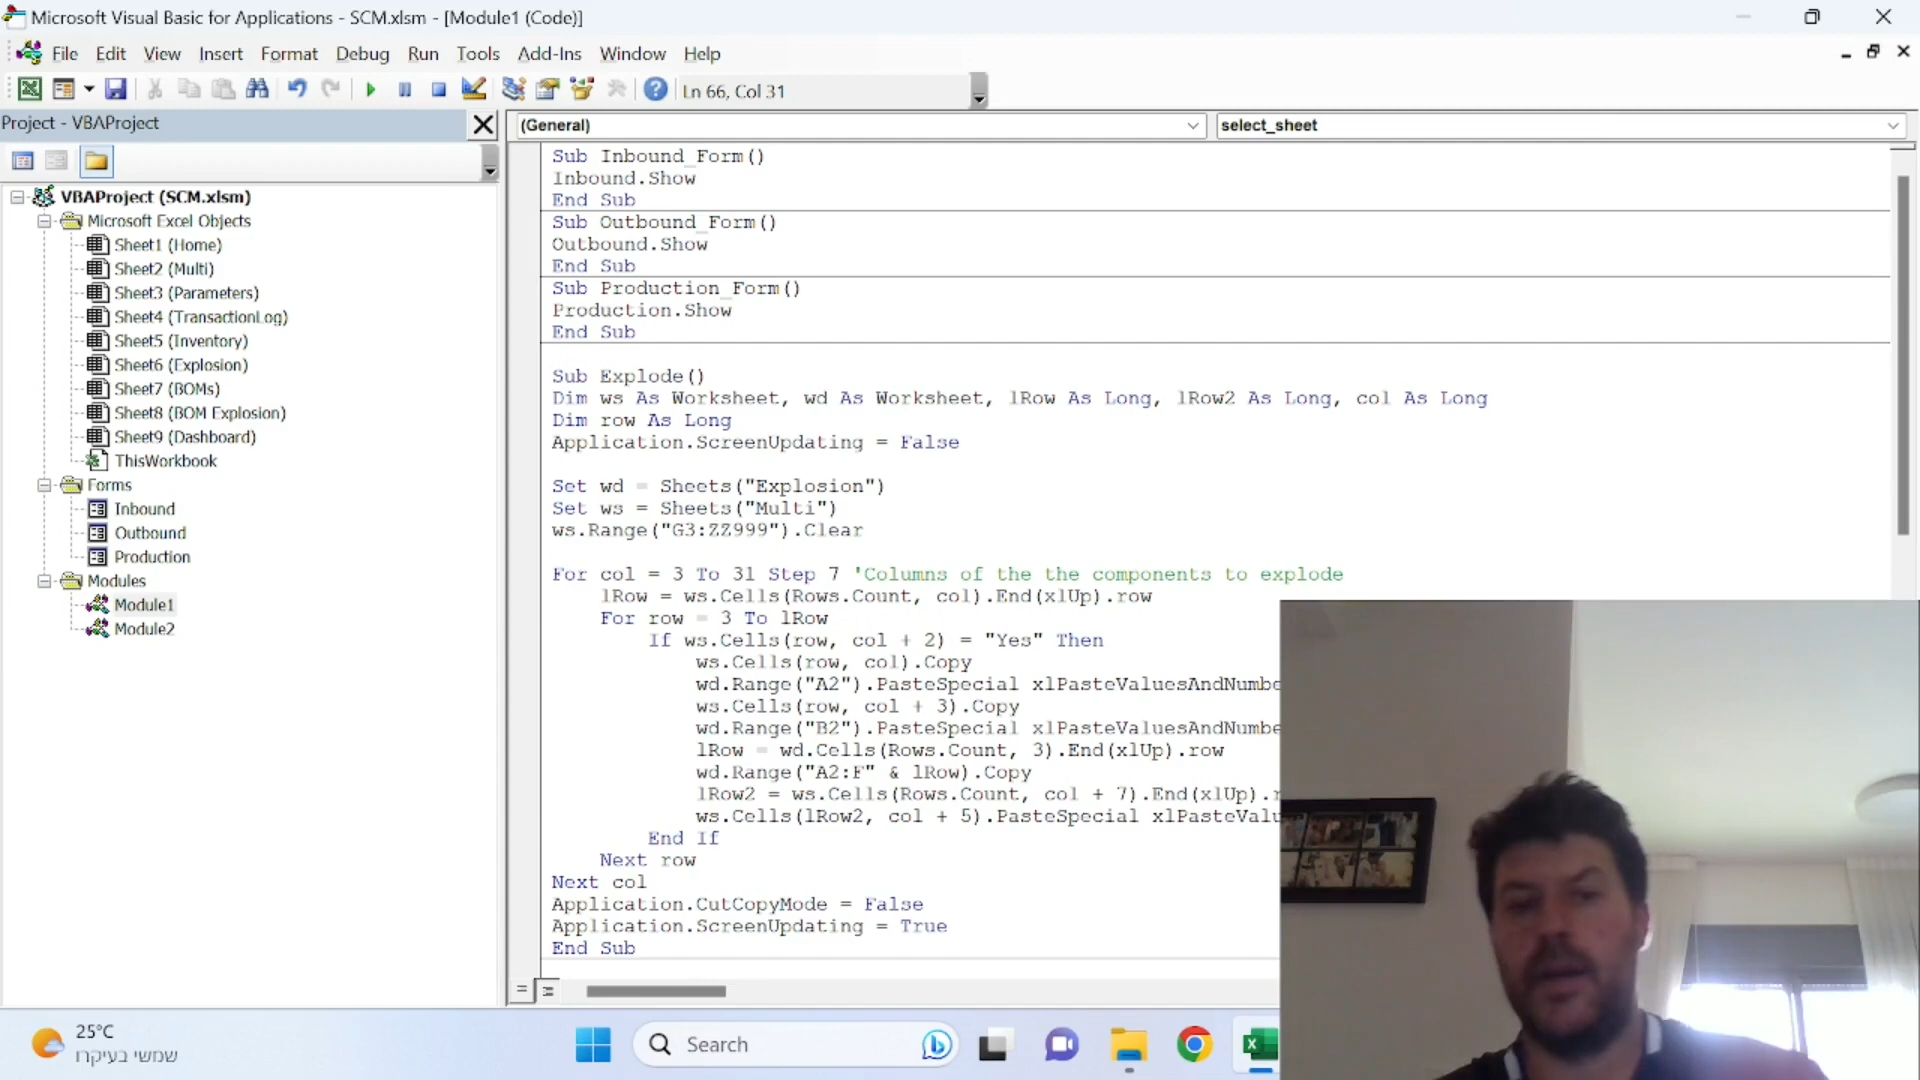 Microsoft Visual Basic for Applications - SCM.xlsm - [Module1 (Code)]
File Edit View Insert Format Debug Run Tools Add-Ins Window Help
Ln 66, Col 31
Project - VBAProject
(General)
select_sheet
VBAProject (SCM.xlsm)
Microsoft Excel Objects
Sheet1 (Home)
Sheet2 (Multi)
Sheet3 (Parameters)
Sheet4 (TransactionLog)
Sheet5 (Inventory)
Sheet6 (Explosion)
Sheet7 (BOMs)
Sheet8 (BOM Explosion)
Sheet9 (Dashboard)
ThisWorkbook
Forms
Inbound
Outbound
Production
Modules
Module1
Module2
Sub Inbound_Form()
Inbound.Show
End Sub
Sub Outbound_Form()
Outbound.Show
End Sub
Sub Production_Form()
Production.Show
End Sub
Sub Explode()
Dim ws As Worksheet, wd As Worksheet, lRow As Long, lRow2 As Long, col As Long
Dim row As Long
Application.ScreenUpdating = False
Set wd = Sheets("Explosion")
Set ws = Sheets("Multi")
ws.Range("G3:ZZ999").Clear
For col = 3 To 31 Step 7 'Columns of the the components to explode
lRow = ws.Cells(Rows.Count, col).End(xlUp).row
For row = 3 To lRow
If ws.Cells(row, col + 2) = "Yes" Then
ws.Cells(row, col).Copy
wd.Range("A2").PasteSpecial xlPasteValuesAndNumbe
ws.Cells(row, col + 3).Copy
wd.Range("B2").PasteSpecial xlPasteValuesAndNumbe
lRow = wd.Cells(Rows.Count, 3).End(xlUp).row
wd.Range("A2:F" & lRow).Copy
lRow2 = ws.Cells(Rows.Count, col + 7).End(xlUp).r
ws.Cells(lRow2, col + 5).PasteSpecial xlPasteValu
End If
Next row
Next col
Application.CutCopyMode = False
Application.ScreenUpdating = True
End Sub
25°C
שמשי בעיקרו
Search